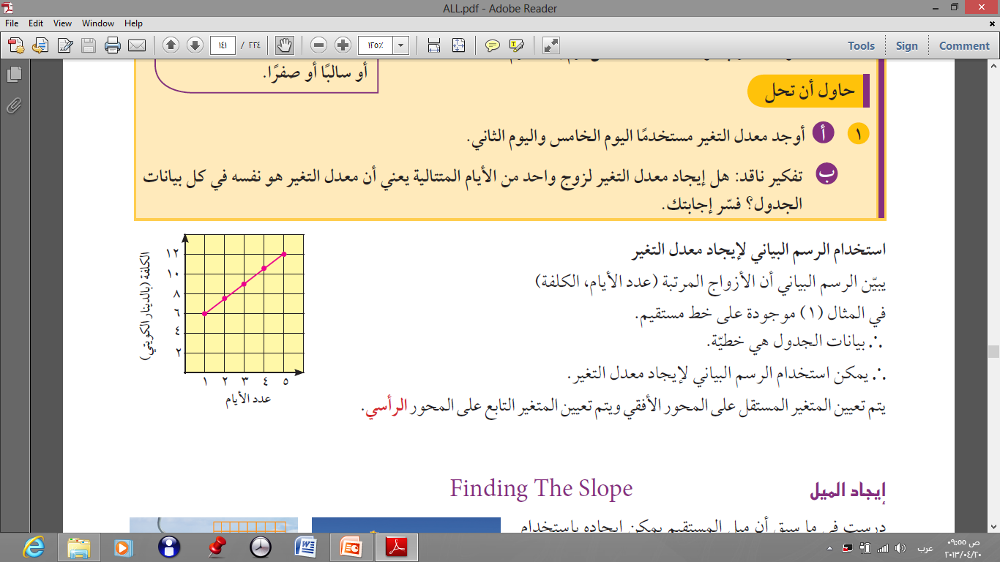 ALL.pdf - Adobe Reader
File Edit View Window Help
١٤١ / ٢٢٤ ١٢٥٪ Tools Sign Comment
أو سالبًا أو صفرًا.
حاول أن تحل
١ أ أوجد معدل التغير مستخدمًا اليوم الخامس واليوم الثاني.
ب تفكير ناقد: هل إيجاد معدل التغير لزوج واحد من الأيام المتتالية يعني أن معدل التغير هو نفسه في كل بيانات
الجدول؟ فسّر إجابتك.
استخدام الرسم البياني لإيجاد معدل التغير
يبيّن الرسم البياني أن الأزواج المرتبة (عدد الأيام، الكلفة)
في المثال (١) موجودة على خط مستقيم.
∴ بيانات الجدول هي خطيّة.
∴ يمكن استخدام الرسم البياني لإيجاد معدل التغير.
يتم تعيين المتغير المستقل على المحور الأفقي ويتم تعيين المتغير التابع على المحور الرأسي.
الكلفة (بالدينار الكويتي)
١٢
١٠
٨
٦
٤
٢
١ ٢ ٣ ٤ ٥
عدد الأيام
إيجاد الميل Finding The Slope
درست في ما سبق أن ميل المستقيم يمكن إيجاده باستخدام
عرب
٠٩:٥٥ ص
٢٠١٣/٠٤/٢٠